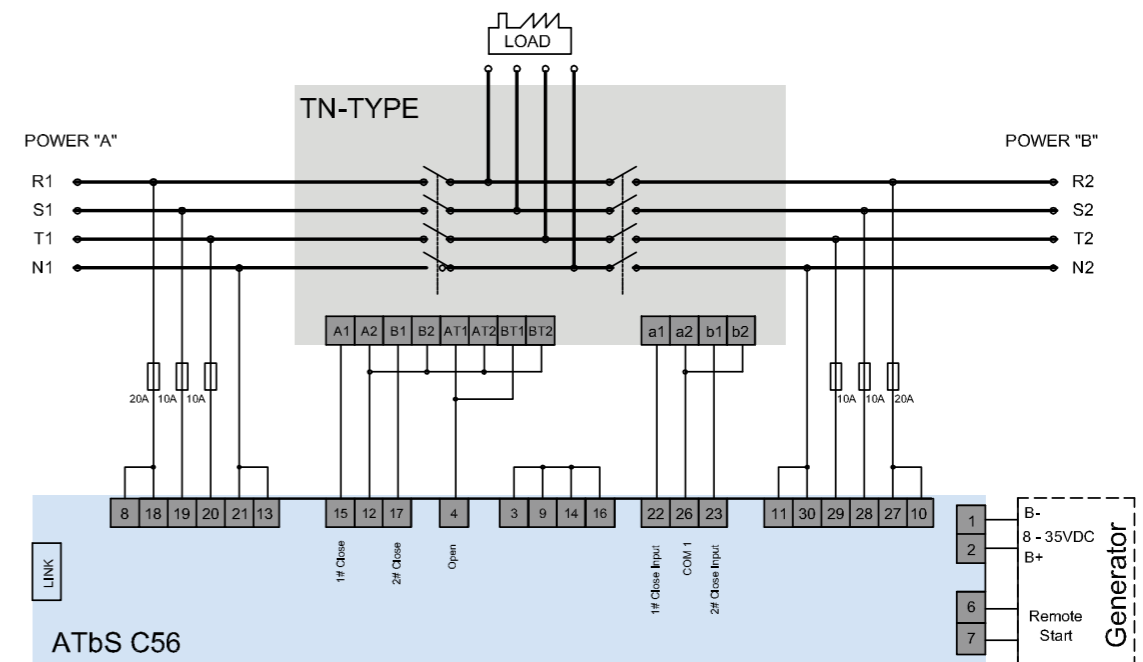 LOAD
TN-TYPE
POWER "A"
POWER "B"
R1
R2
S1
S2
T1
T2
N1
N2
A1 A2 B1 B2 AT1 AT2 BT1 BT2
a1 a2 b1 b2
20A 10A 10A
10A 10A 20A
8 18 19 20 21 13
15 12 17
4
3 9 14 16
22 26 23
11 30 29 28 27 10
1# Close
2# Close
Open
1# Close Input
COM 1
2# Close Input
1
2
6
7
B-
8 - 35VDC
B+
Remote
Start
Generator
LINK
ATbS C56